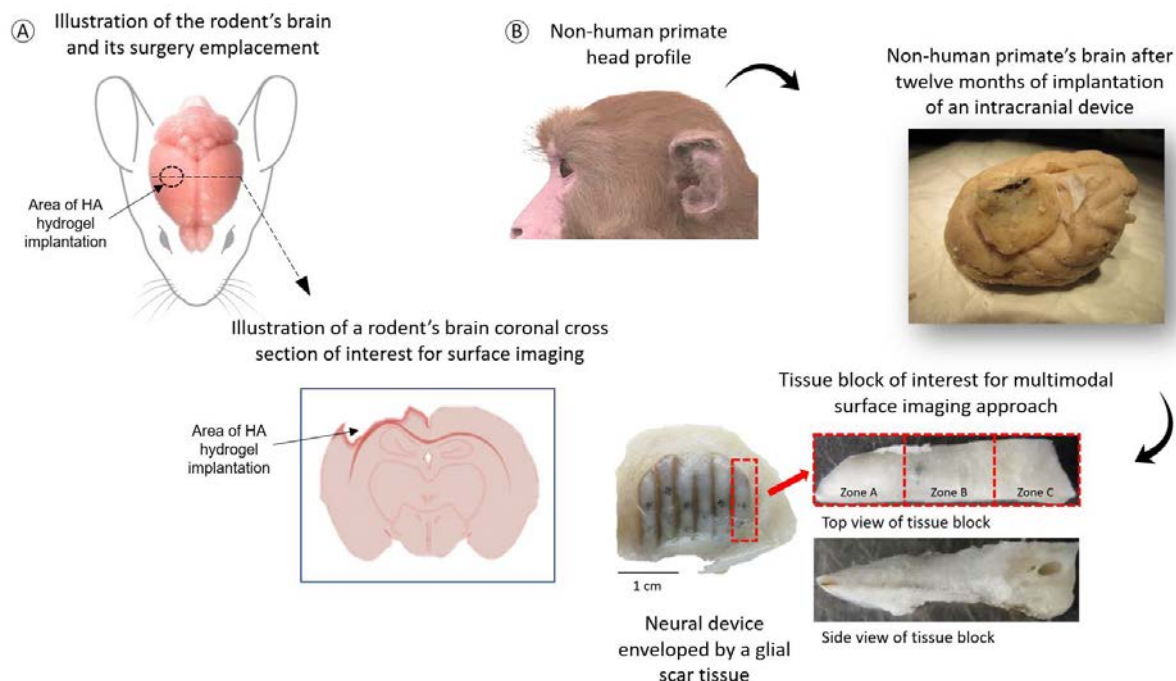 A
Illustration of the rodent's brain
and its surgery emplacement
Area of HA
hydrogel
implantation
Illustration of a rodent's brain coronal cross
section of interest for surface imaging
Area of HA
hydrogel
implantation
B
Non-human primate
head profile
Non-human primate's brain after
twelve months of implantation
of an intracranial device
Tissue block of interest for multimodal
surface imaging approach
Zone A
Zone B
Zone C
Top view of tissue block
Side view of tissue block
1 cm
Neural device
enveloped by a glial
scar tissue